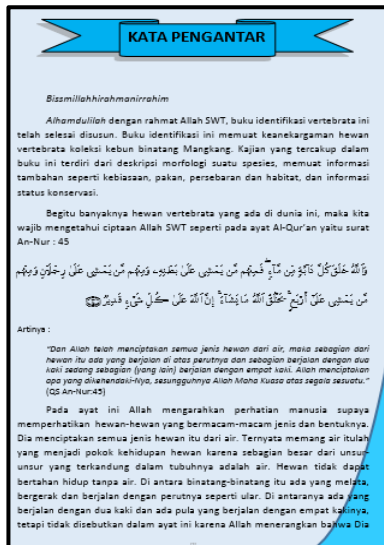 KATA PENGANTAR
Bissmillahhirahmanirrahim
Alhamdulilah dengan rahmat Allah SWT, buku identifikasi vertebrata ini
telah selesai disusun. Buku identifikasi ini memuat keanekargaman hewan
vertebrata koleksi kebun binatang Mangkang. Kajian yang tercakup dalam
buku ini terdiri dari deskripsi morfologi suatu spesies, memuat informasi
tambahan seperti kebiasaan, pakan, persebaran dan habitat, dan informasi
status konservasi.
Begitu banyaknya hewan vertebrata yang ada di dunia ini, maka kita
wajib mengetahui ciptaan Allah SWT seperti pada ayat Al-Qur'an yaitu surat
An-Nur : 45
وَاللَّهُ خَلَقَ كُلَّ دَابَّةٍ مِّن مَّاءٍ فَمِنْهُم مَّن يَمْشِي عَلَىٰ بَطْنِهِ وَمِنْهُم مَّن يَمْشِي عَلَىٰ رِجْلَيْنِ وَمِنْهُم
مَّن يَمْشِي عَلَىٰ أَرْبَعٍ يَخْلُقُ اللَّهُ مَا يَشَاءُ إِنَّ اللَّهَ عَلَىٰ كُلِّ شَيْءٍ قَدِيرٌ
Artinya :
"Dan Allah telah menciptakan semua jenis hewan dari air, maka sebagian dari
hewan itu ada yang berjalan di atas perutnya dan sebagian berjalan dengan dua
kaki sedang sebagian (yang lain) berjalan dengan empat kaki. Allah menciptakan
apa yang dikehendaki-Nya, sesungguhnya Allah Maha Kuasa atas segala sesuatu."
(QS An-Nur:45)
Pada ayat ini Allah mengarahkan perhatian manusia supaya
memperhatikan hewan-hewan yang bermacam-macam jenis dan bentuknya.
Dia menciptakan semua jenis hewan itu dari air. Ternyata memang air itulah
yang menjadi pokok kehidupan hewan karena sebagian besar dari unsur-
unsur yang terkandung dalam tubuhnya adalah air. Hewan tidak dapat
bertahan hidup tanpa air. Di antara binatang-binatang itu ada yang melata,
bergerak dan berjalan dengan perutnya seperti ular. Di antaranya ada yang
berjalan dengan dua kaki dan ada pula yang berjalan dengan empat kakinya,
tetapi tidak disebutkan dalam ayat ini karena Allah menerangkan bahwa Dia